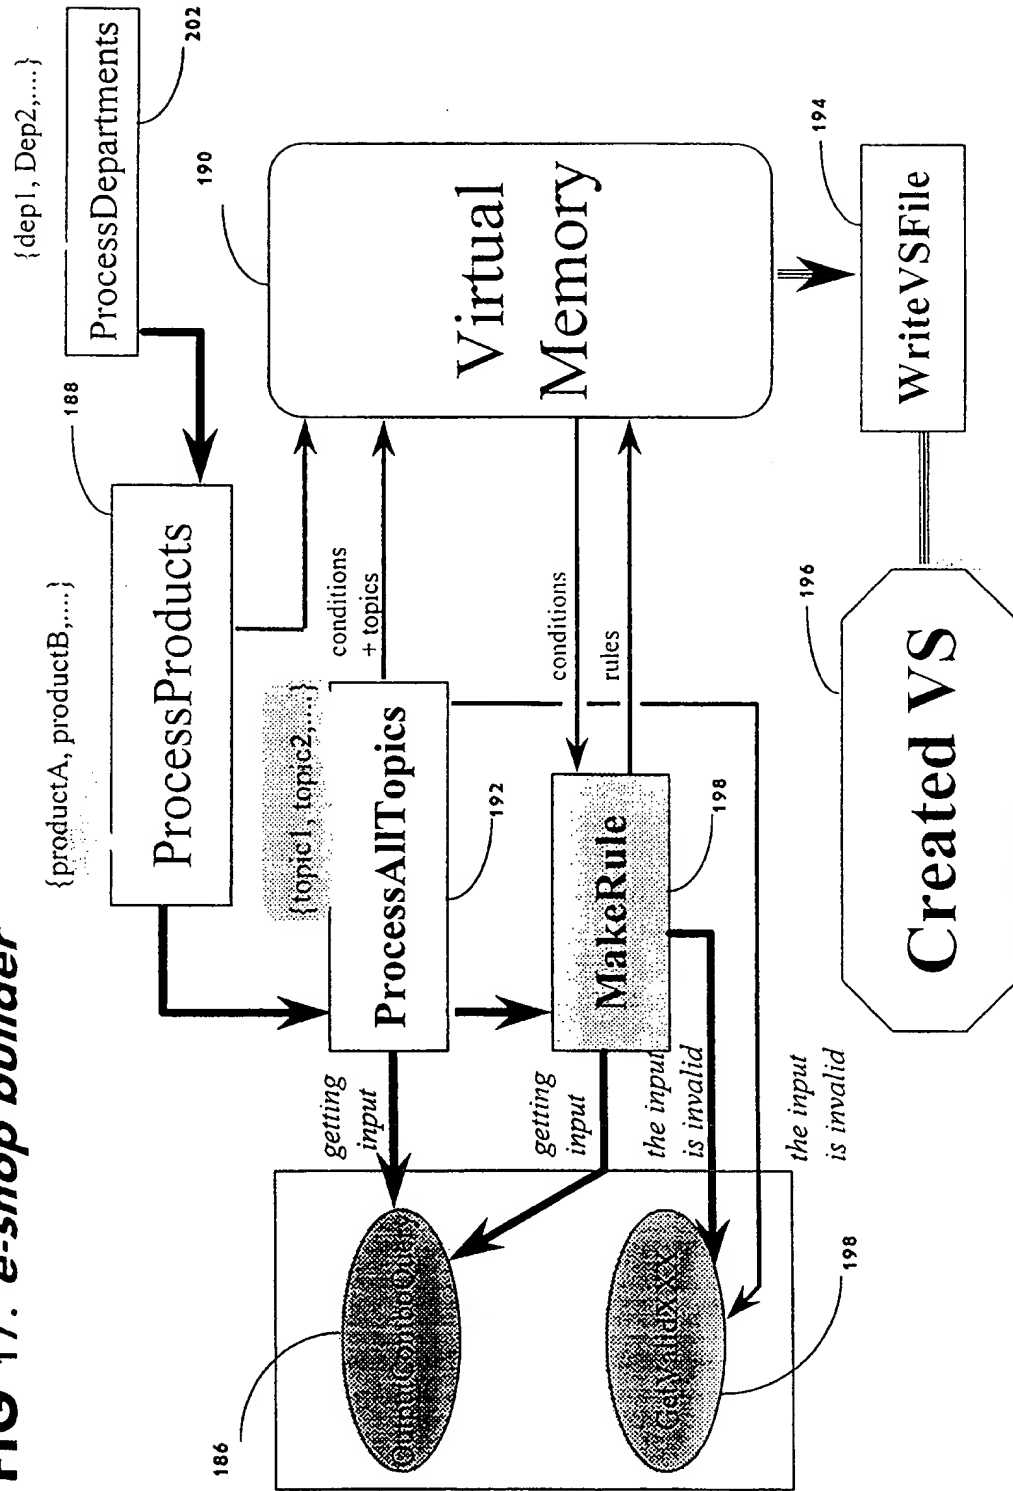 FIG 17. e-shop builder
{dep1, Dep2,....}
ProcessDepartments
202
{productA, productB,....}
188
ProcessProducts
190
Virtual
Memory
{topic1, topic2,....}
conditions
+ topics
ProcessAllTopics
192
getting
input
conditions
rules
MakeRule
198
getting
input
the input
is invalid
the input
is invalid
186
OutputComboQuery
GetValidXXX
198
194
WriteVSFile
196
Created VS